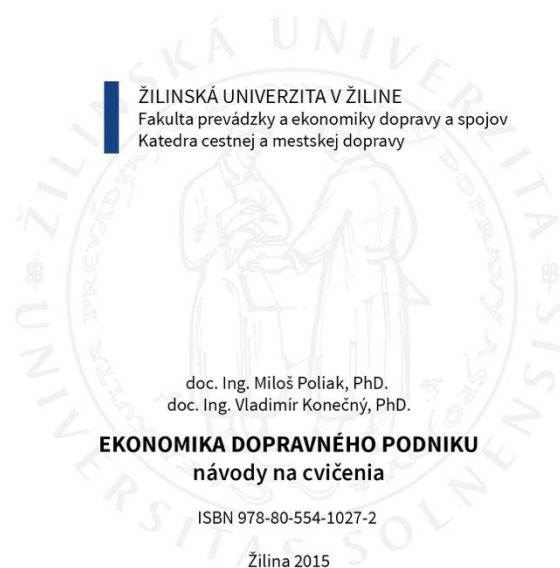 ŽILINSKÁ UNIVERZITA V ŽILINE
Fakulta prevádzky a ekonomiky dopravy a spojov
Katedra cestnej a mestskej dopravy
doc. Ing. Miloš Poliak, PhD.
doc. Ing. Vladimír Konečný, PhD.
EKONOMIKA DOPRAVNÉHO PODNIKU
návody na cvičenia
ISBN 978-80-554-1027-2
Žilina 2015